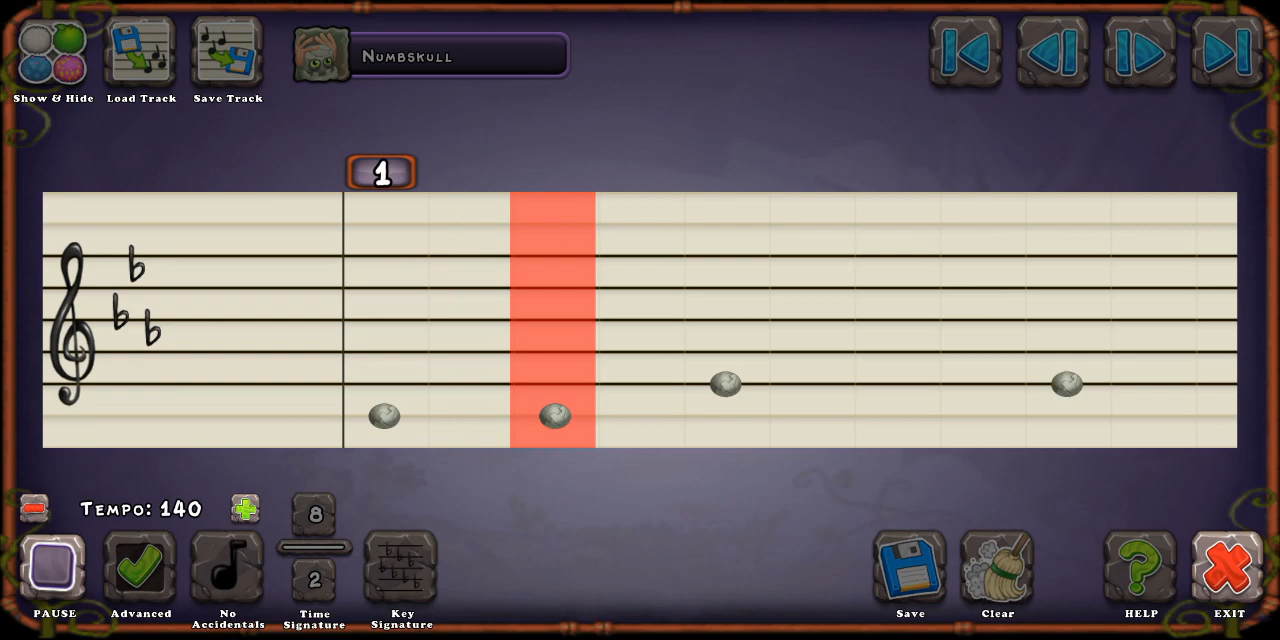 Numbskull
Show & Hide
Load Track
Save Track
1
Tempo: 140
8
2
PAUSE
Advanced
No
Accidentals
Time
Signature
Key
Signature
Save
Clear
HELP
EXIT